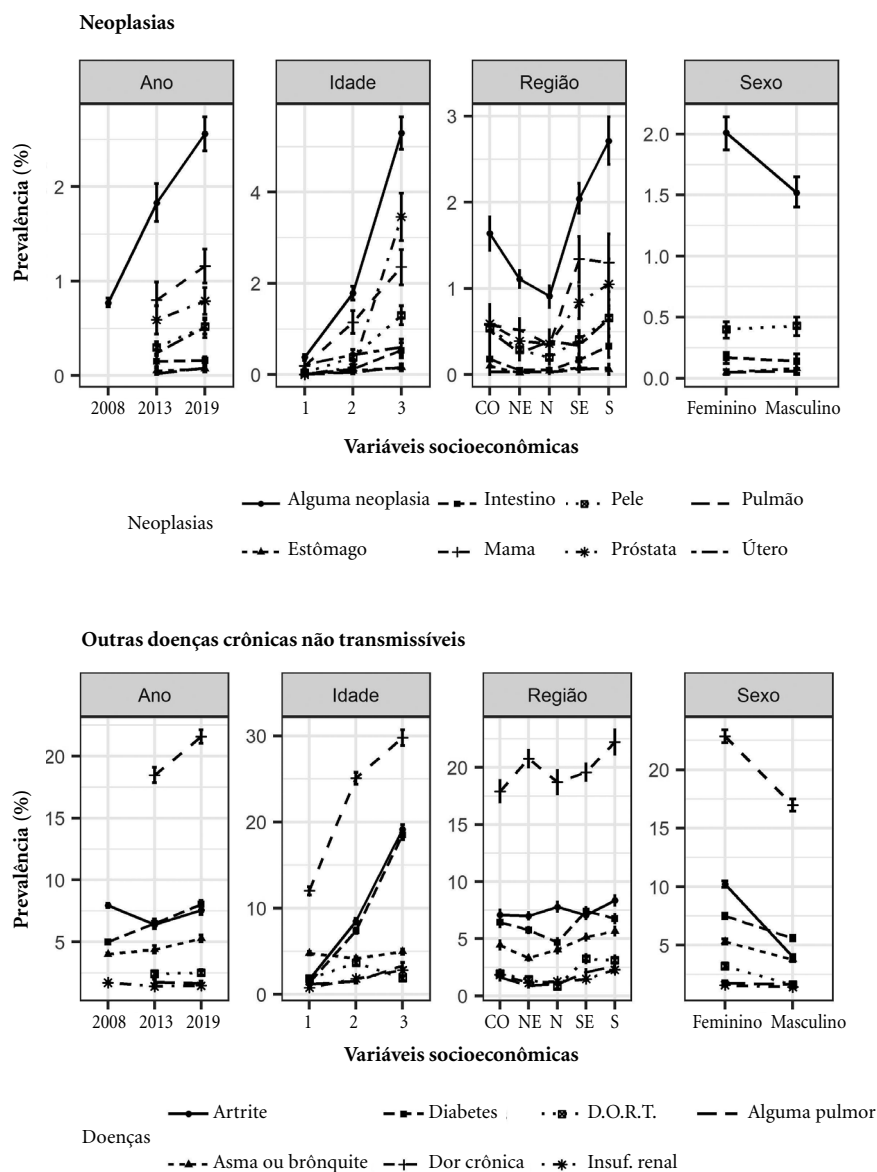 Neoplasias
Ano Idade Região Sexo
Prevalência (%)
2
1
0
2008 2013 2019
4
2
0
1 2 3
3
2
1
0
CO NE N SE S
2.0
1.5
0.5
0.0
Feminino Masculino
Variáveis socioeconômicas
Neoplasias
Alguma neoplasia Intestino Pele Pulmão
Estômago Mama Próstata Útero
Outras doenças crônicas não transmissíveis
Ano Idade Região Sexo
Prevalência (%)
20
15
10
5
2008 2013 2019
30
20
10
0
1 2 3
20
15
10
5
0
CO NE N SE S
20
15
10
5
Feminino Masculino
Variáveis socioeconômicas
Doenças
Artrite Diabetes D.O.R.T. Alguma pulmor
Asma ou brônquite Dor crônica Insuf. renal